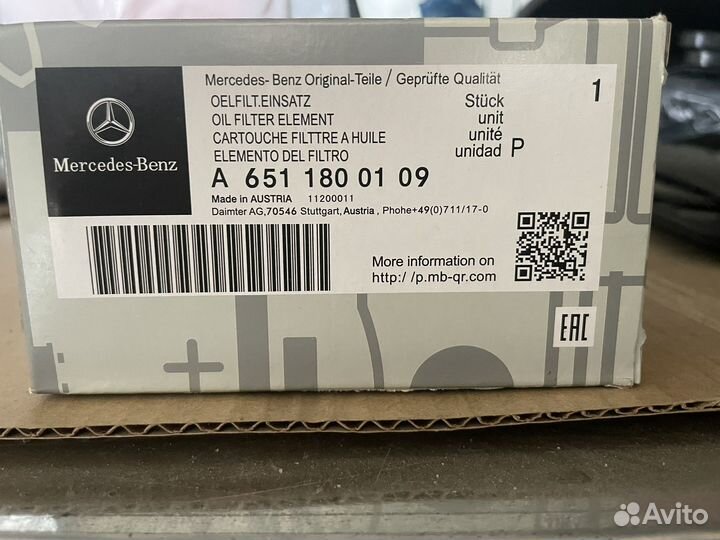 Mercedes-Benz
Mercedes- Benz Original-Teile / Geprüfte Qualität
OELFILT.EINSATZ
OIL FILTER ELEMENT
CARTOUCHE FILTTRE A HUILE
ELEMENTO DEL FILTRO
Stück
unit
unité
unidad P
1
A 651 180 01 09
Made in AUSTRIA 11200011
Daimter AG,70546 Stuttgart,Austria , Phohe+49(0)711/17-0
More information on
http: / /p.mb-qr.com
EAC
Avito